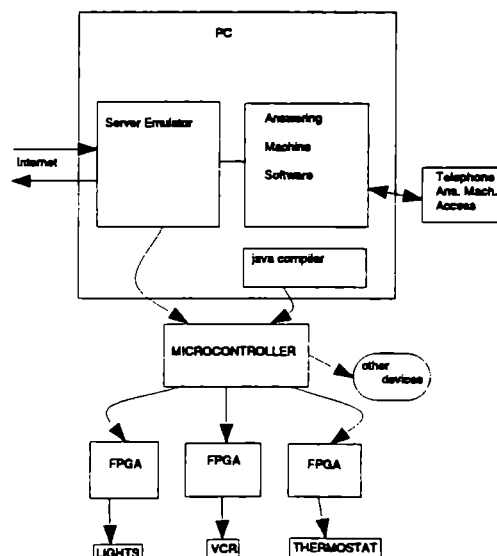 PC
Server Emulator
Answering
Machine
Software
Internet
Telephone
Ans. Mach.
Access
java compiler
MICROCONTROLLER
other
devices
FPGA
FPGA
FPGA
LIGHTS
VCR
THERMOSTAT